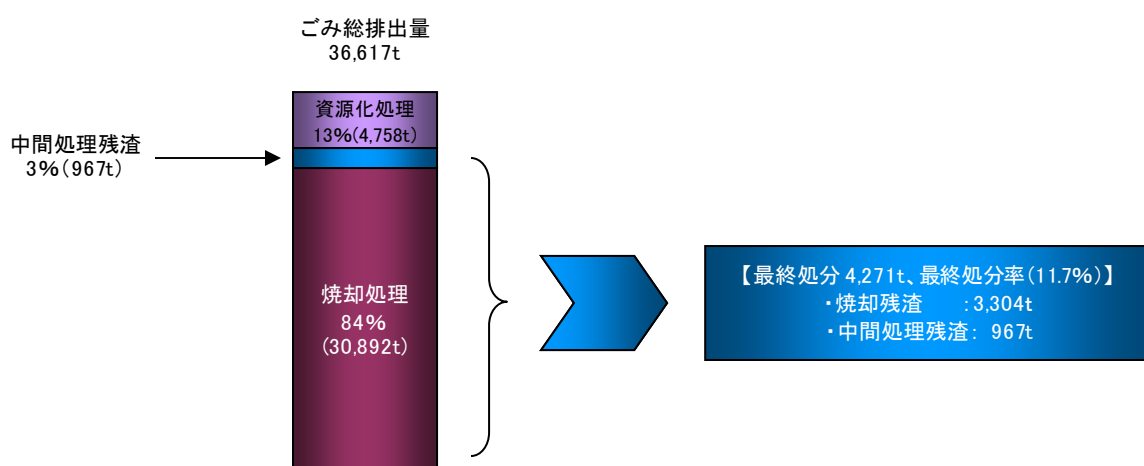 ごみ総排出量
36,617t
資源化処理
13%(4,758t)
中間処理残渣
3%(967t)
焼却処理
84%
(30,892t)
【最終処分 4,271t、最終処分率(11.7%)】
・焼却残渣　　:3,304t
・中間処理残渣: 967t